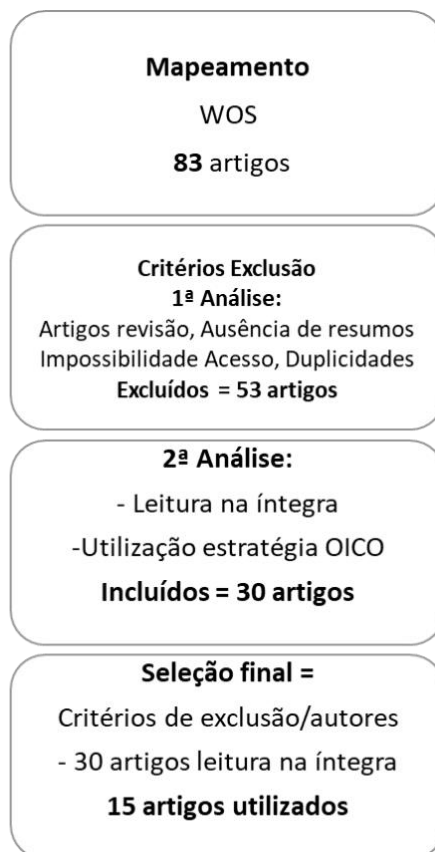 Mapeamento
WOS
83 artigos
Critérios Exclusão
1ª Análise:
Artigos revisão, Ausência de resumos
Impossibilidade Acesso, Duplicidades
Excluídos = 53 artigos
2ª Análise:
- Leitura na íntegra
-Utilização estratégia OICO
Incluídos = 30 artigos
Seleção final =
Critérios de exclusão/autores
- 30 artigos leitura na íntegra
15 artigos utilizados